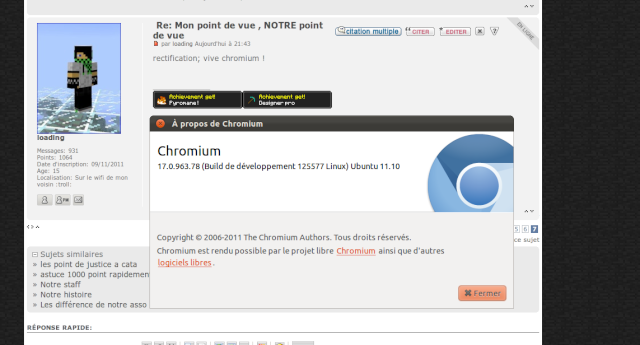 EN LIGNE
Re: Mon point de vue , NOTRE point
de vue
par loading Aujourd'hui à 21:43
citation multiple
CITER
EDITER
rectification; vive chromium !
Achievement get!
Pyromane!
Achievement get!
Designer pro
loading
Messages: 931
Points: 1064
Date d'inscription: 09/11/2011
Age: 15
Localisation: Sur le wifi de mon
voisin :troll:
PM
À propos de Chromium
Chromium
17.0.963.78 (Build de développement 125577 Linux) Ubuntu 11.10
Copyright © 2006-2011 The Chromium Authors. Tous droits réservés.
Chromium est rendu possible par le projet libre Chromium ainsi que d'autres
logiciels libres.
Fermer
5 6 7
ce sujet
Sujets similaires
» les point de justice a cata
» astuce 1000 point rapidemen
» Notre staff
» Notre histoire
» Les différence de notre asso
RÉPONSE RAPIDE: